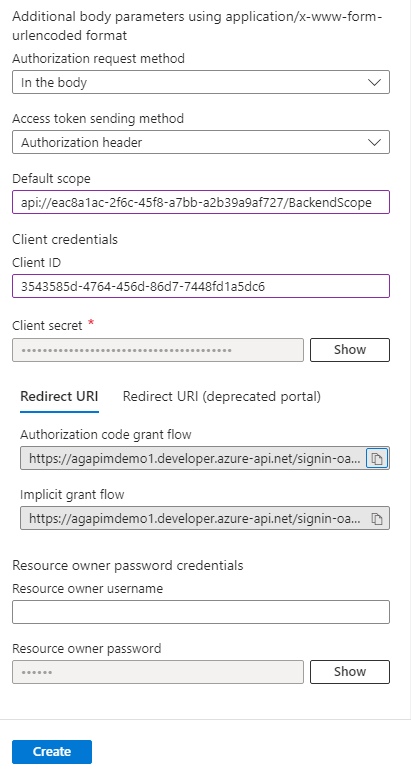 Additional body parameters using application/x-www-form-
urlencoded format
Authorization request method
In the body
Access token sending method
Authorization header
Default scope
api://eac8a1ac-2f6c-45f8-a7bb-a2b39a9af727/BackendScope
Client credentials
Client ID
3543585d-4764-456d-86d7-7448fd1a5dc6
Client secret *
•••••••••••••••••••••••••••••••••••••••• Show
Redirect URI Redirect URI (deprecated portal)
Authorization code grant flow
https://agapimdemo1.developer.azure-api.net/signin-oa...
Implicit grant flow
https://agapimdemo1.developer.azure-api.net/signin-oa...
Resource owner password credentials
Resource owner username
Resource owner password
•••••• Show
Create